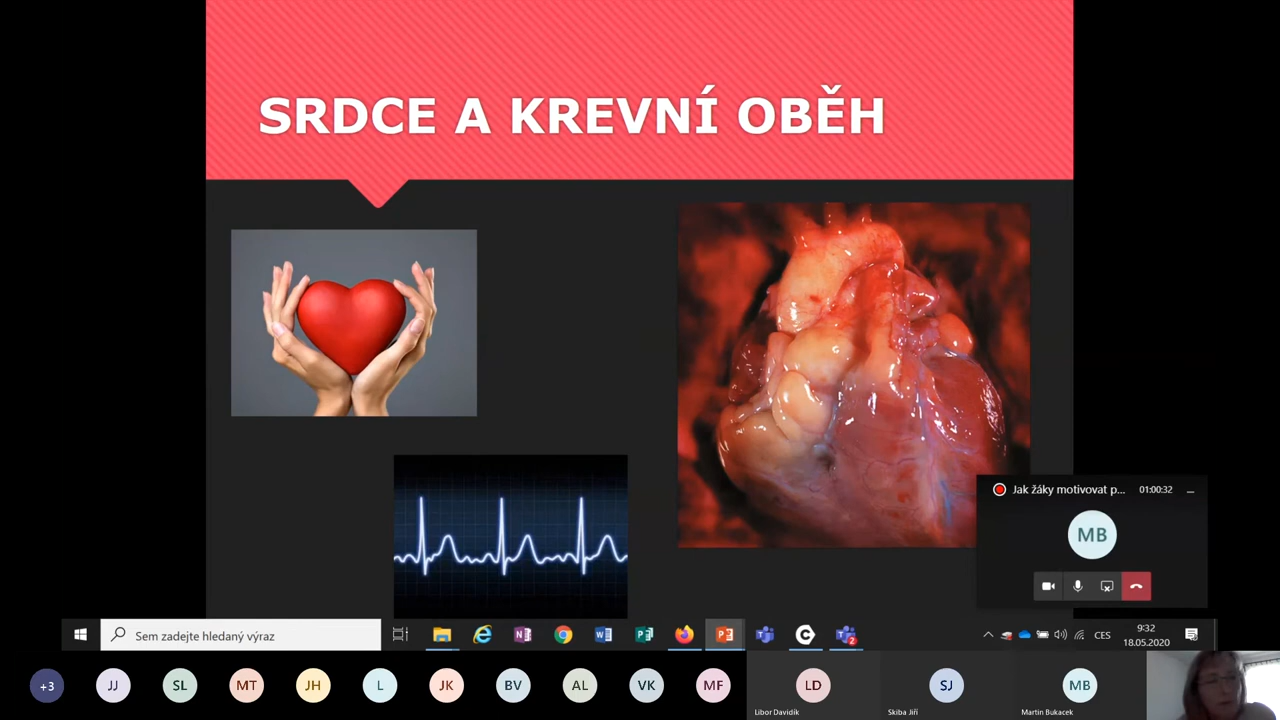 SRDCE A KREVNÍ OBĚH
Jak žáky motivovat p... 01:00:32
MB
Sem zadejte hledaný výraz
CES
9:32
18.05.2020
2
+3 JJ SL MT JH L JK BV AL VK MF LD SJ MB
Libor Davidík Skiba Jiří Martin Bukacek